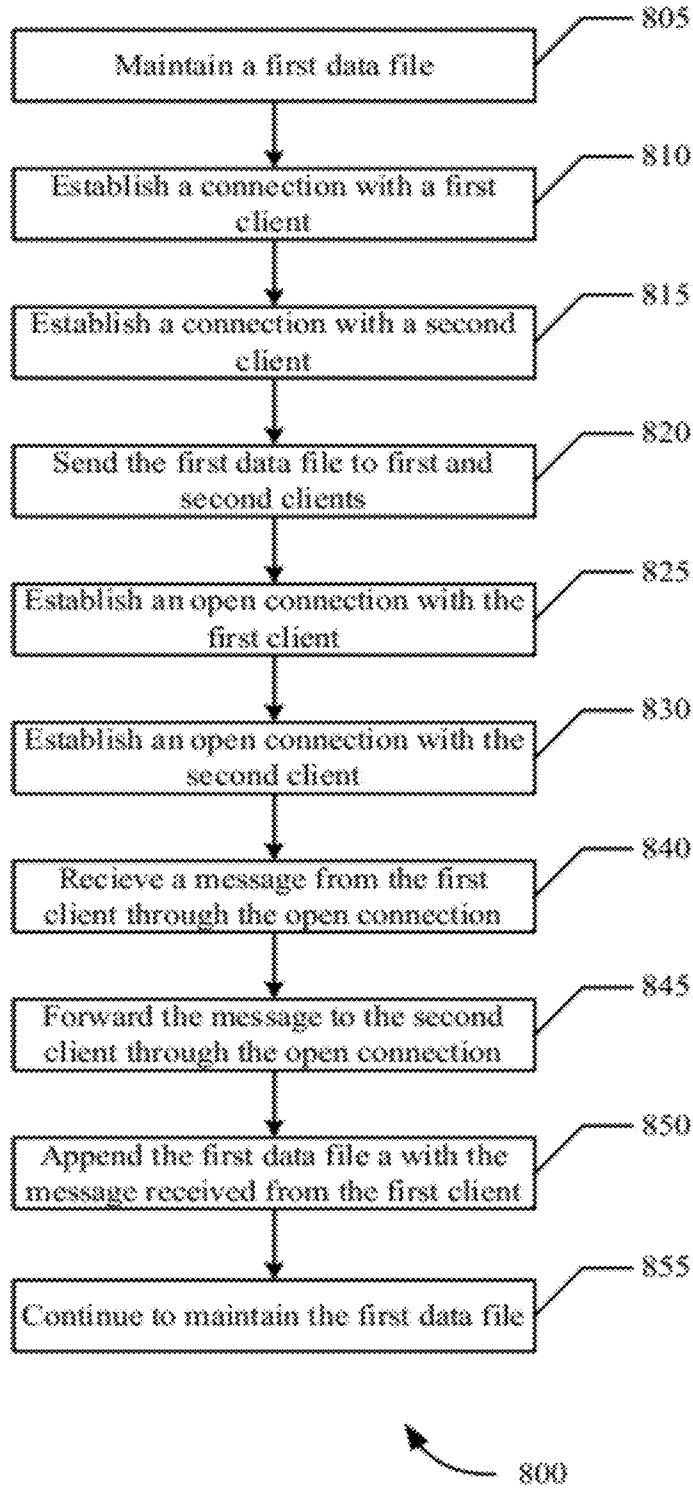 805
Maintain a first data file
810
Establish a connection with a first
client
815
Establish a connection with a second
client
820
Send the first data file to first and
second clients
825
Establish an open connection with the
first client
830
Establish an open connection with the
second client
840
Recieve a message from the first
client through the open connection
845
Forward the message to the second
client through the open connection
850
Append the first data file a with the
message received from the first client
855
Continue to maintain the first data file
800